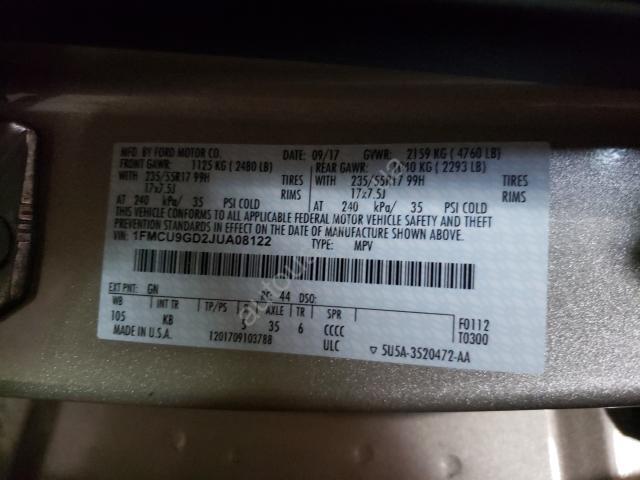 MFD. BY FORD MOTOR CO. DATE: 09/17 GVWR: 2159 KG (4760 LB)
FRONT GAWR: 1125 KG (2480 LB) REAR GAWR: 10 KG (2293 LB)
WITH 235/55R17 99H TIRES WITH 235/55R17 99H TIRES
17x7.5J RIMS 17x7.5J RIMS
AT 240 kPa/ 35 PSI COLD AT 240 kPa/ 35 PSI COLD
THIS VEHICLE CONFORMS TO ALL APPLICABLE FEDERAL MOTOR VEHICLE SAFETY AND THEFT
PREVENTION STANDARDS IN EFFECT ON THE DATE OF MANUFACTURE SHOWN ABOVE.
VIN: 1FMCU9GD2JUA08122 TYPE: MPV
EXT PNT: GN 44 DSO:
WB INT TR TP/PS AXLE TR SPR
105 KB 35 6 CCCC F0112
MADE IN U.S.A. 1201709103788 ULC T0300
5U5A-3520472-AA